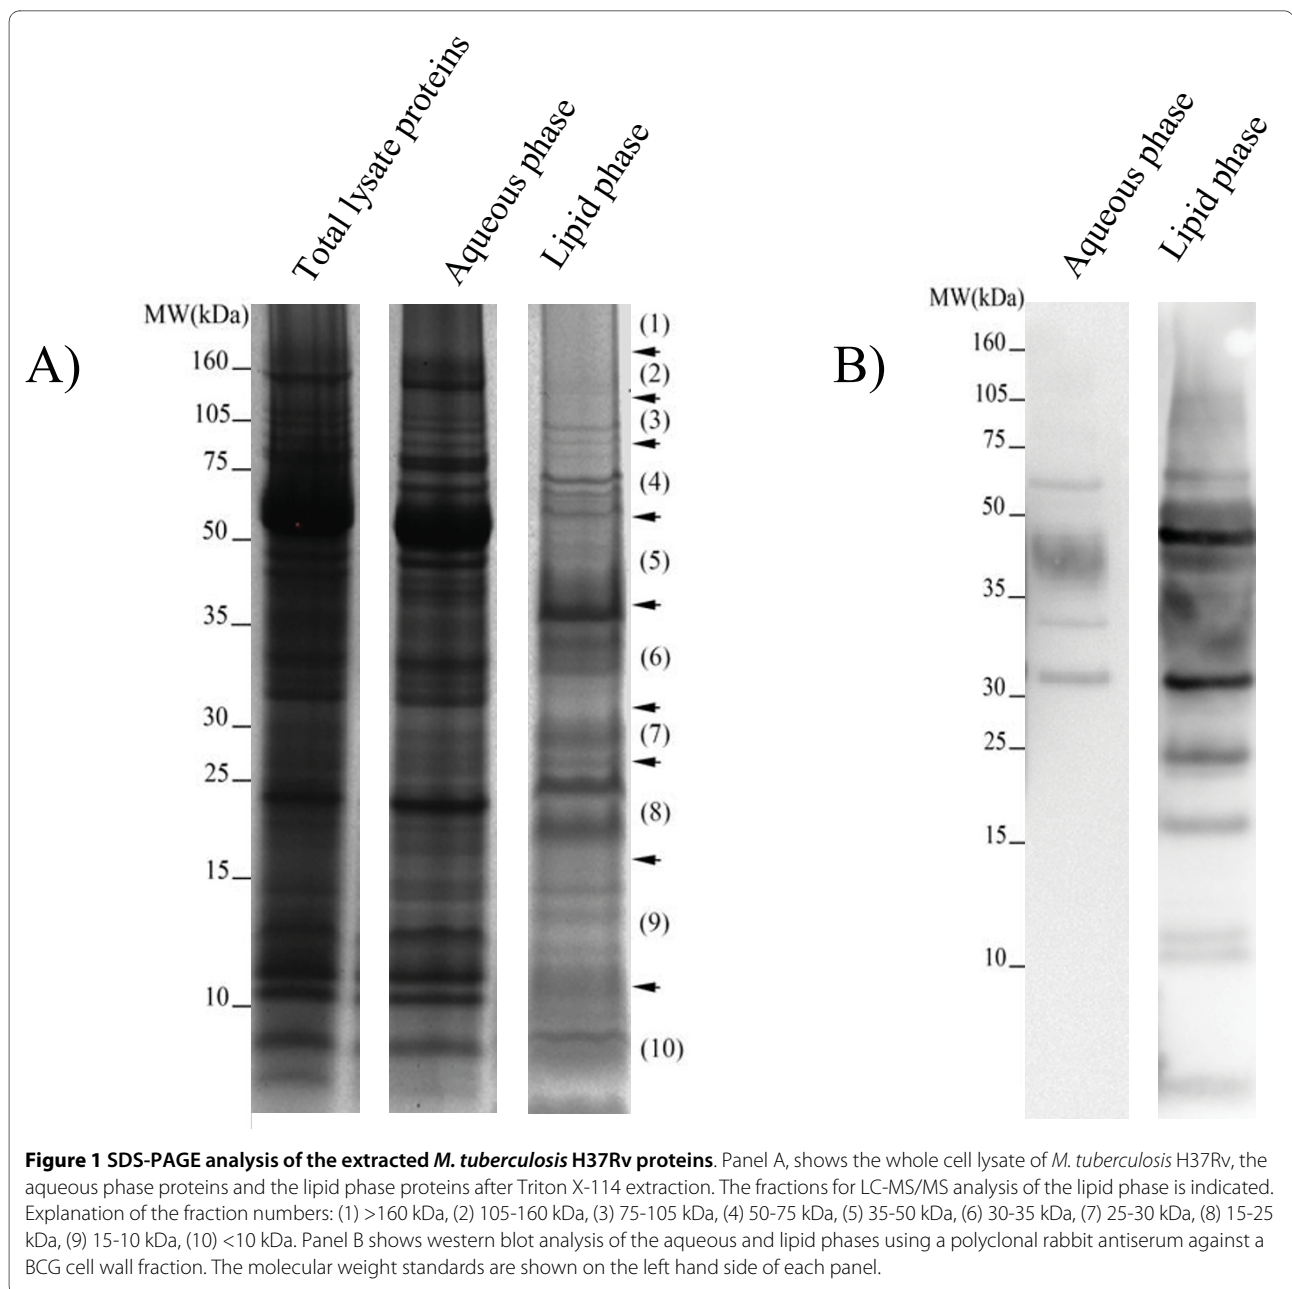 Total lysate proteins
Aqueous phase
Lipid phase
Aqueous phase
Lipid phase
A)
MW(kDa)
160
105
75
50
35
30
25
15
10
(1)
(2)
(3)
(4)
(5)
(6)
(7)
(8)
(9)
(10)
B)
MW(kDa)
160
105
75
50
35
30
25
15
10
Figure 1 SDS-PAGE analysis of the extracted M. tuberculosis H37Rv proteins. Panel A, shows the whole cell lysate of M. tuberculosis H37Rv, the
aqueous phase proteins and the lipid phase proteins after Triton X-114 extraction. The fractions for LC-MS/MS analysis of the lipid phase is indicated.
Explanation of the fraction numbers: (1) >160 kDa, (2) 105-160 kDa, (3) 75-105 kDa, (4) 50-75 kDa, (5) 35-50 kDa, (6) 30-35 kDa, (7) 25-30 kDa, (8) 15-25
kDa, (9) 15-10 kDa, (10) <10 kDa. Panel B shows western blot analysis of the aqueous and lipid phases using a polyclonal rabbit antiserum against a
BCG cell wall fraction. The molecular weight standards are shown on the left hand side of each panel.